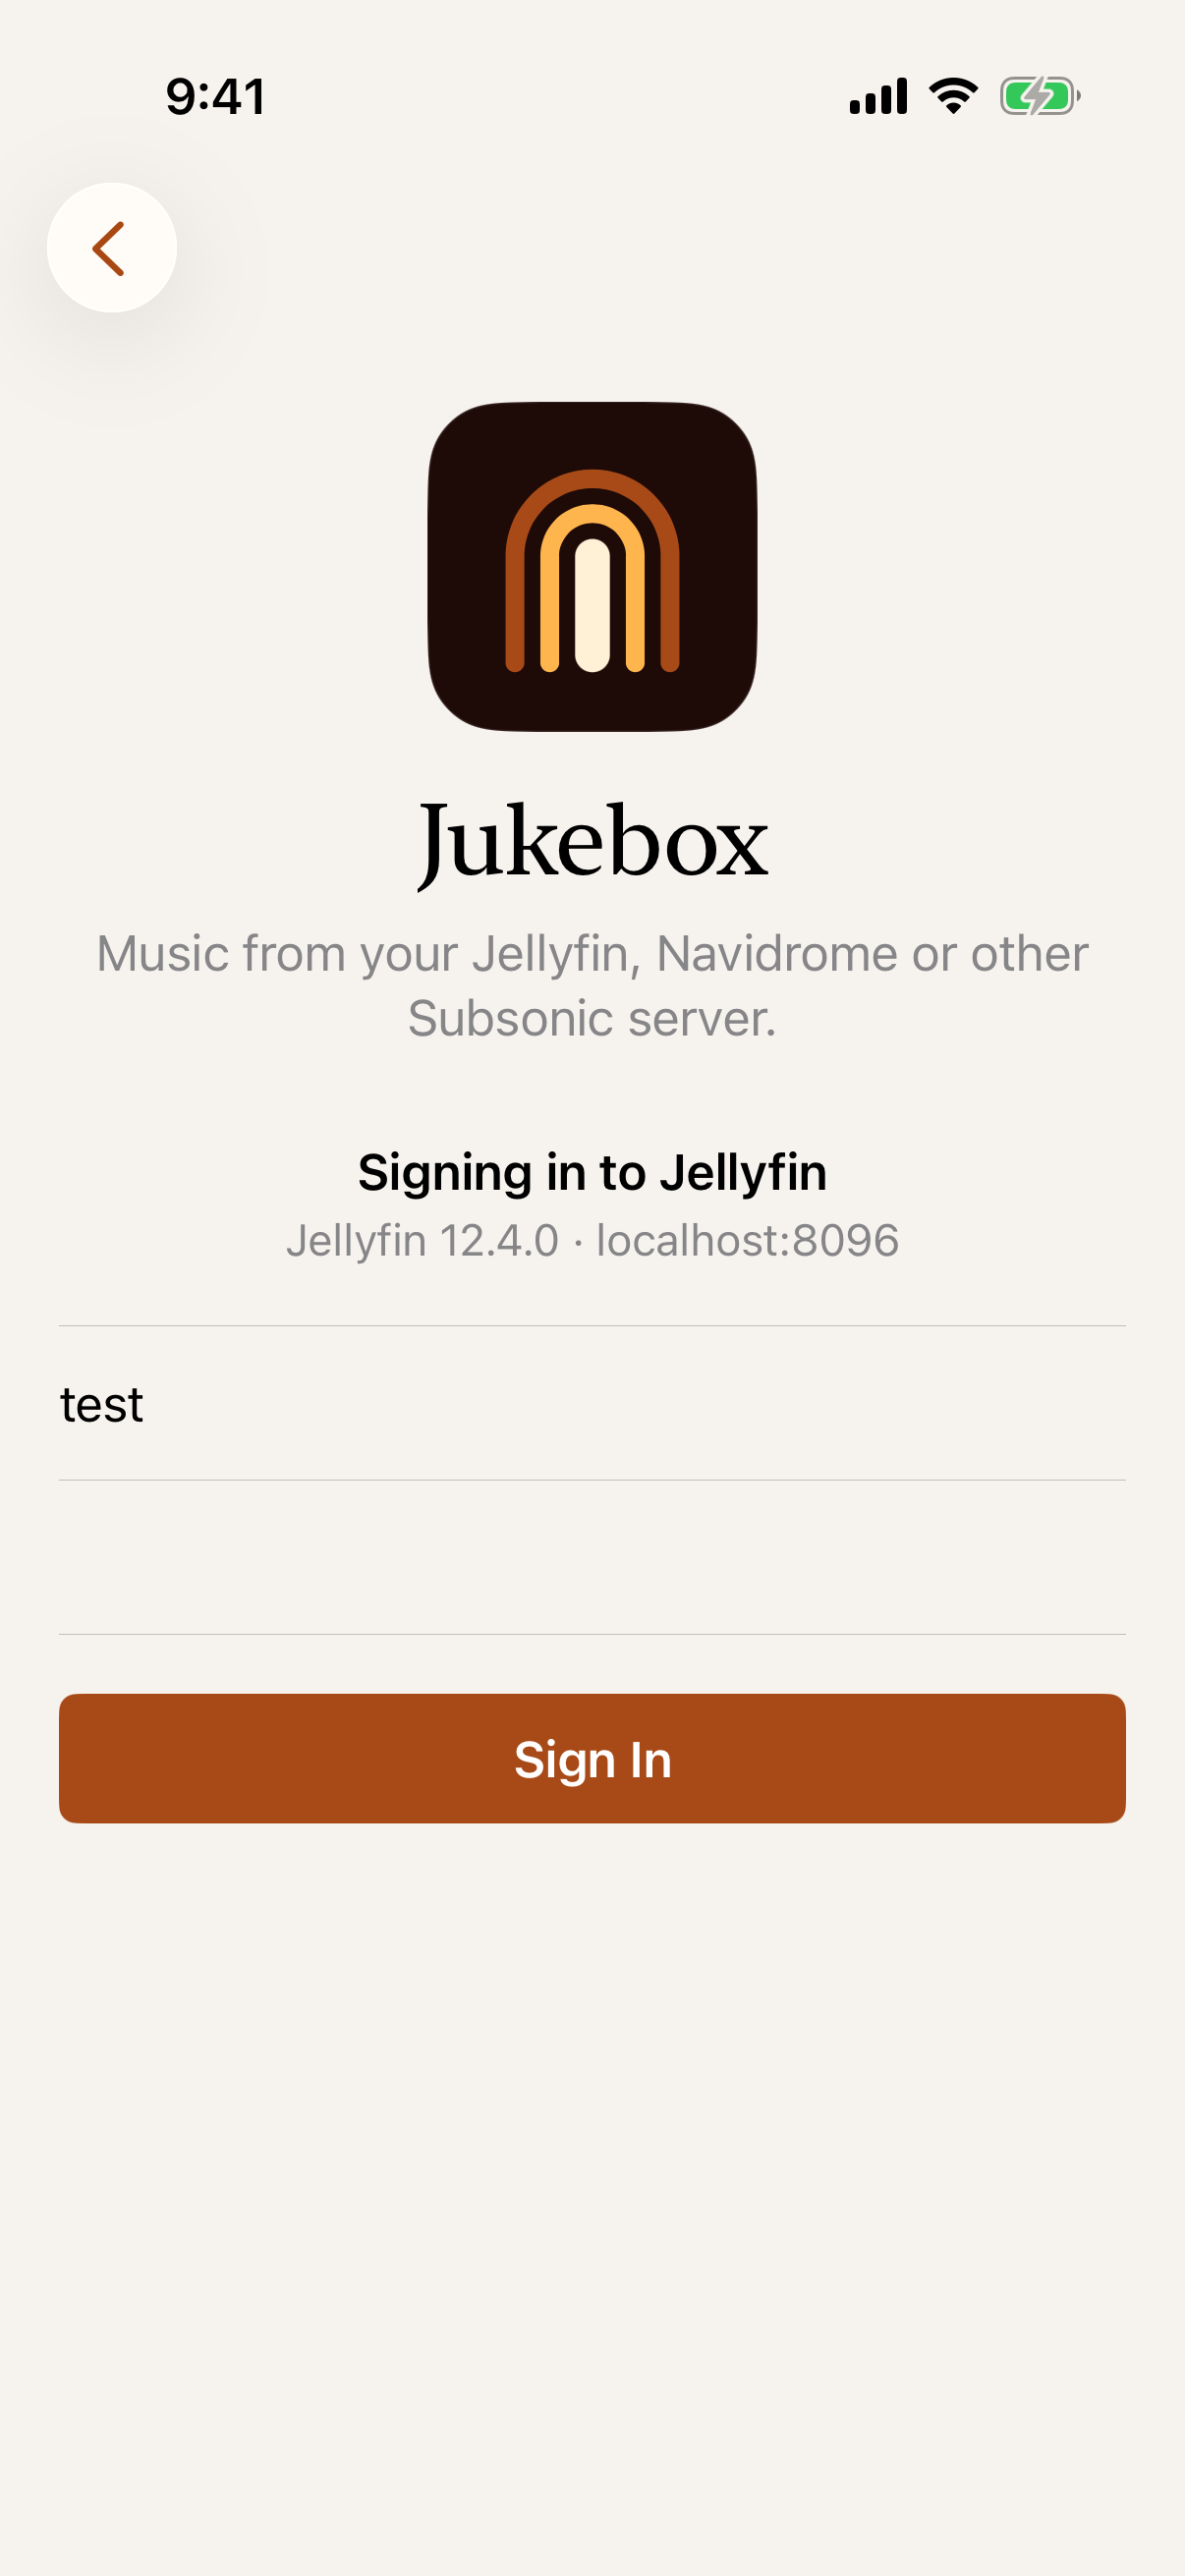 9:41
Jukebox
Music from your Jellyfin, Navidrome or other
Subsonic server.
Signing in to Jellyfin
Jellyfin 12.4.0 · localhost:8096
test
Sign In